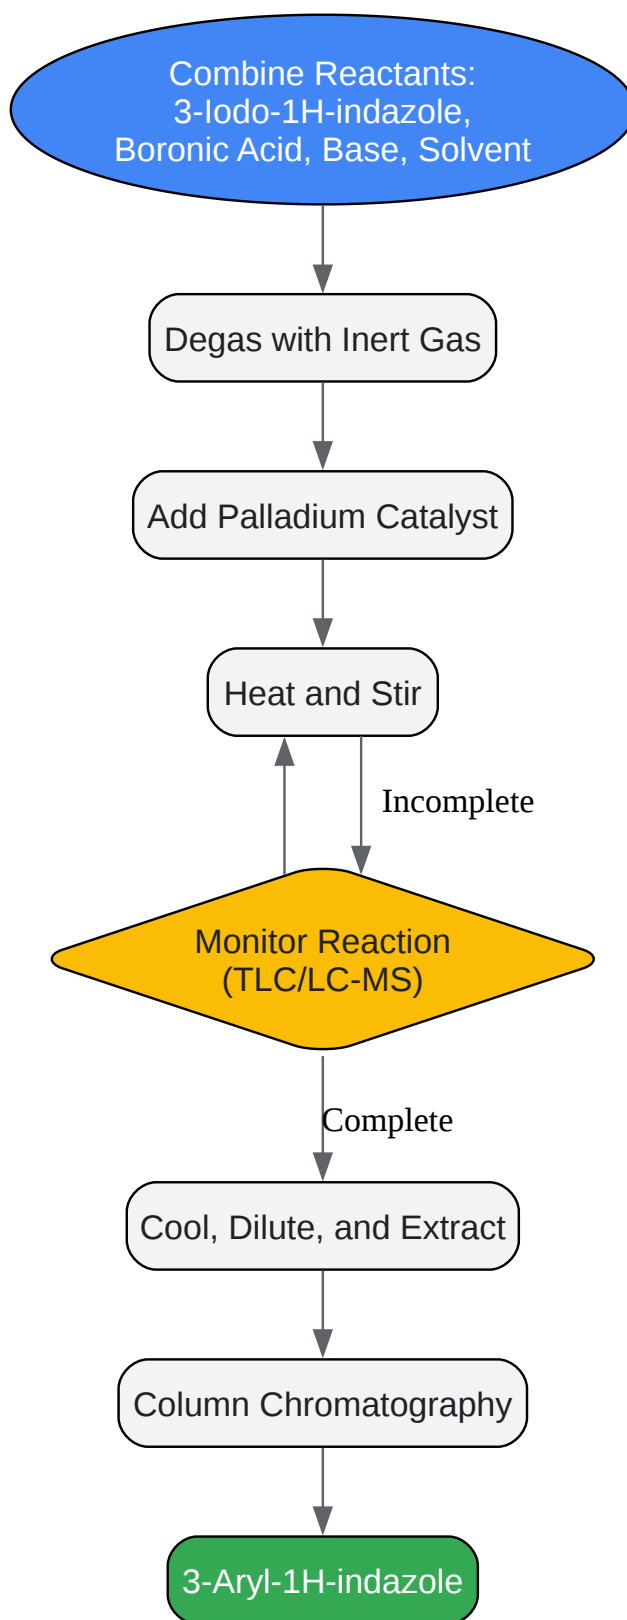 Combine Reactants:
3-Iodo-1H-indazole,
Boronic Acid, Base, Solvent
Degas with Inert Gas
Add Palladium Catalyst
Heat and Stir
Incomplete
Monitor Reaction
(TLC/LC-MS)
Complete
Cool, Dilute, and Extract
Column Chromatography
3-Aryl-1H-indazole